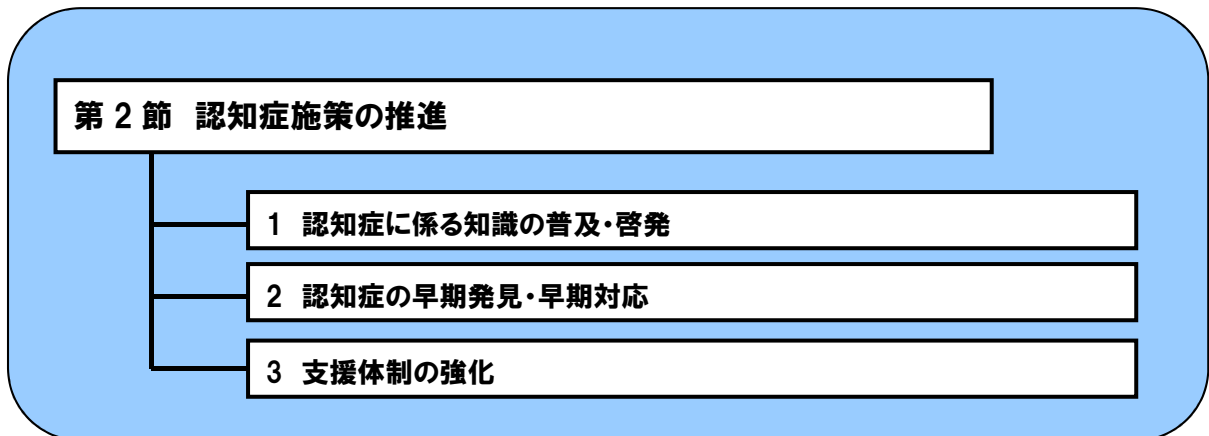 第2節 認知症施策の推進
1 認知症に係る知識の普及・啓発
2 認知症の早期発見・早期対応
3 支援体制の強化